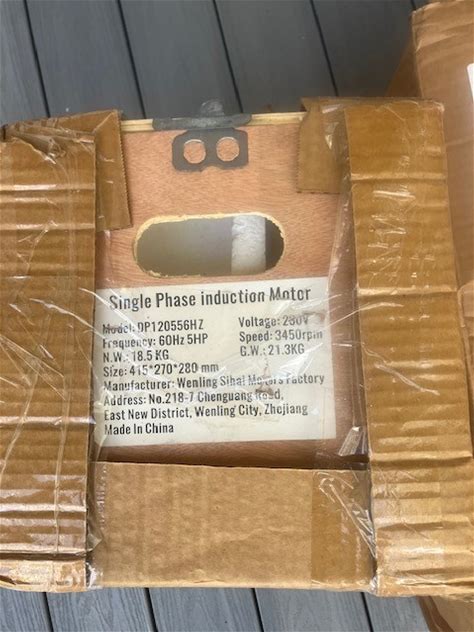 Single Phase induction Motor
Model: DP120556HZ Voltage: 230V
Frequency: 60Hz 5HP Speed: 3450rpm
N.W.: 18.5 KG G.W.: 21.3KG
Size: 415*270*280 mm
Manufacturer: Wenling Sihai Motors Factory
Address: No.218-7 Chenguang Road,
East New District, Wenling City, Zhejiang
Made In China